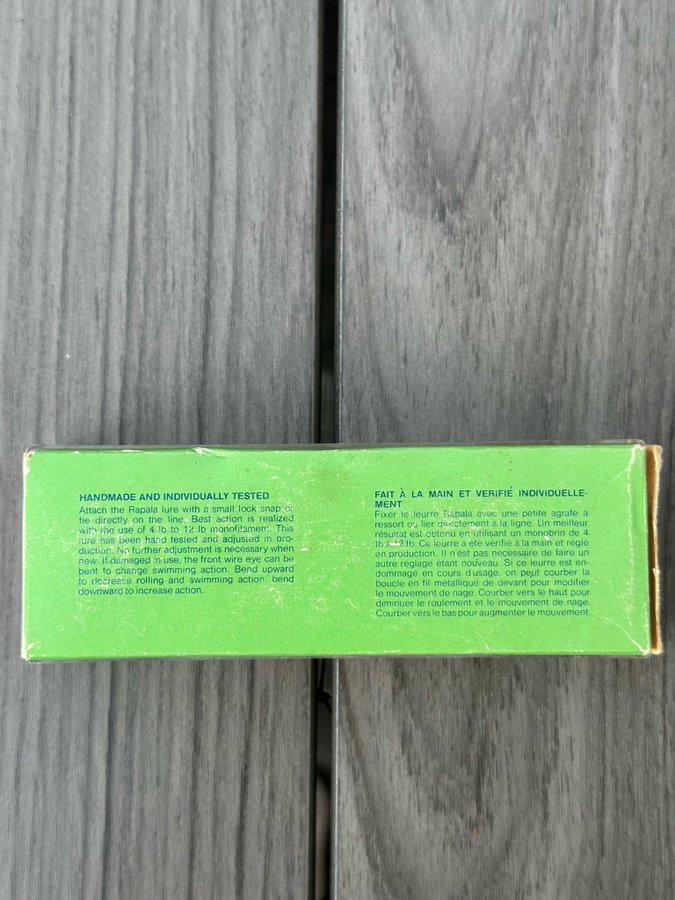 HANDMADE AND INDIVIDUALLY TESTED
Attach the Rapala lure with a small lock snap or
tie directly on the line. Best action is realized
with the use of 4 lb to 12 lb monofilament. This
lure has been hand tested and adjusted in pro-
duction. No further adjustment is necessary when
new. If damaged in use, the front wire eye can be
bent to change swimming action. Bend upward
to decrease rolling and swimming action, bend
downward to increase action.
FAIT À LA MAIN ET VERIFIÉ INDIVIDUELLE-
MENT
Fixer le leurre Rapala avec une petite agrafe à
ressort ou lier directement à la ligne. Un meilleur
résultat est obtenu en utilisant un monobrin de 4
lb à 12 lb. Ce leurre a été vérifié à la main et réglé
en production. Il n'est pas necessaire de faire un
autre réglage étant nouveau. Si ce leurre est en-
dommagé en cours d'usage, on peut courber la
boucle en fil métallique de devant pour modifier
le mouvement de nage. Courber vers le haut pour
diminuer le roulement et le mouvement de nage.
Courber vers le bas pour augmenter le mouvement.